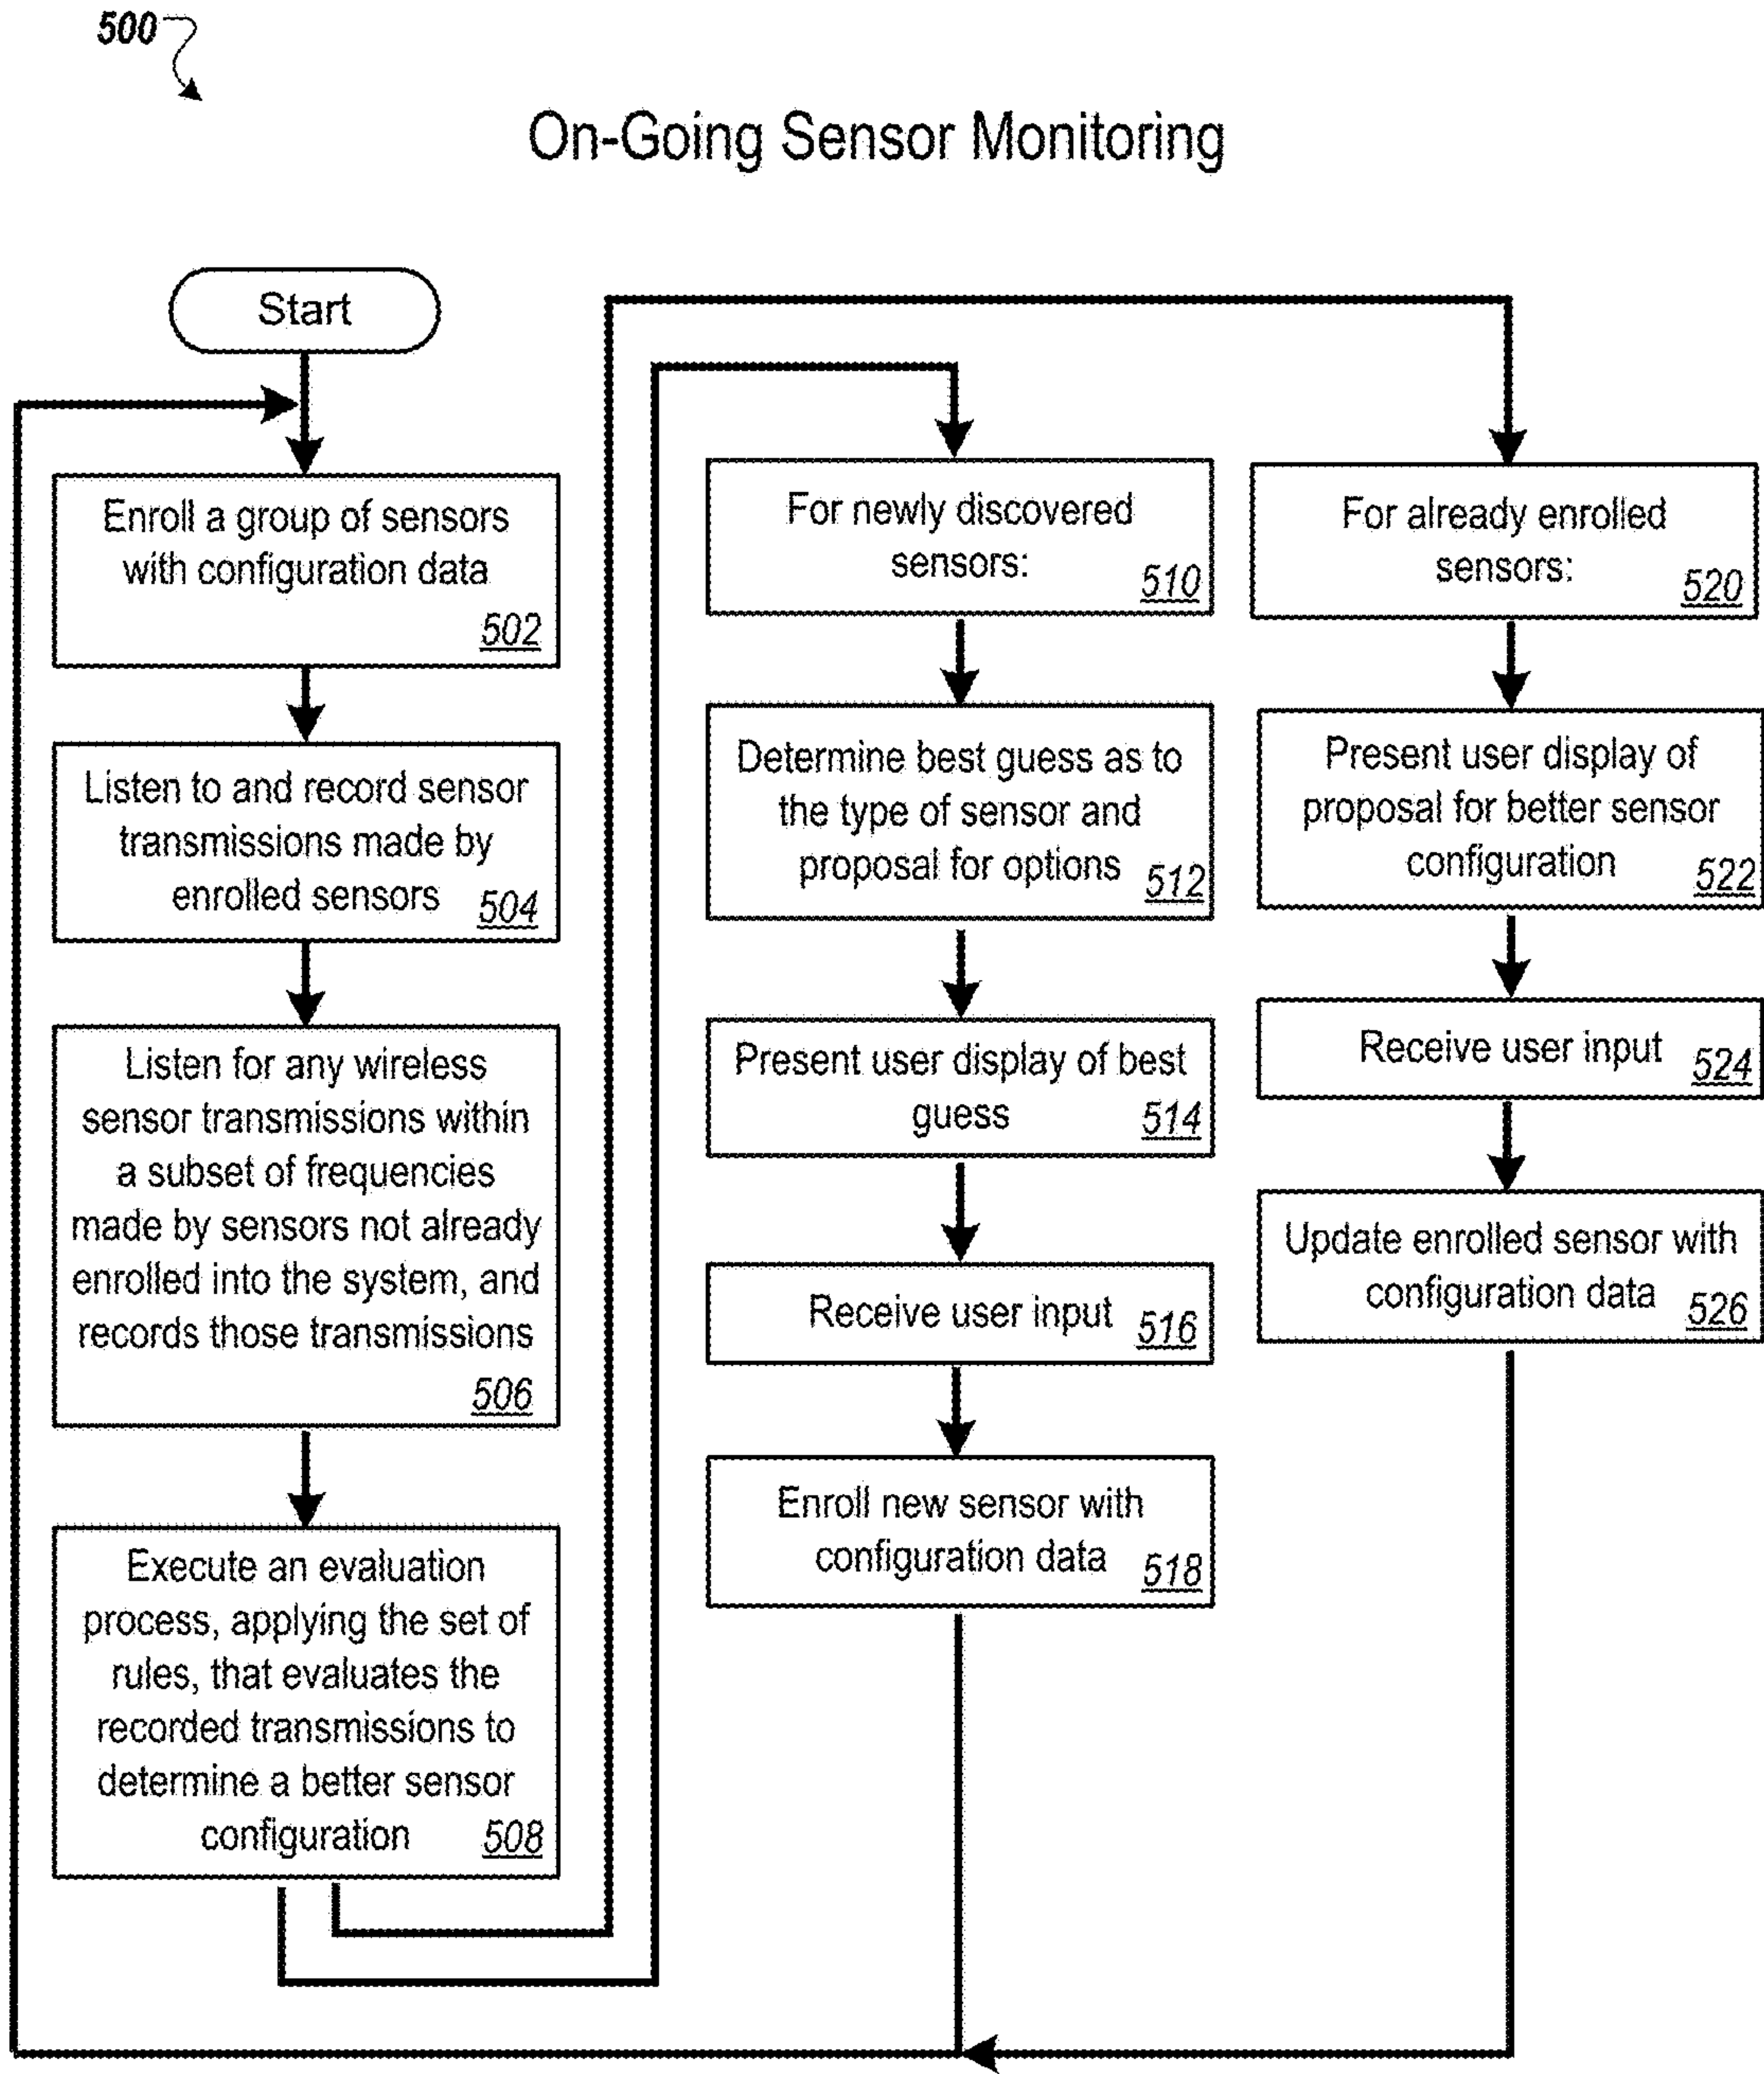 500
On-Going Sensor Monitoring
Start
Enroll a group of sensors
with configuration data
502
Listen to and record sensor
transmissions made by
enrolled sensors 504
Listen for any wireless
sensor transmissions within
a subset of frequencies
made by sensors not already
enrolled into the system, and
records those transmissions
506
Execute an evaluation
process, applying the set of
rules, that evaluates the
recorded transmissions to
determine a better sensor
configuration 508
For newly discovered
sensors: 510
Determine best guess as to
the type of sensor and
proposal for options 512
Present user display of best
guess 514
Receive user input 516
Enroll new sensor with
configuration data 518
For already enrolled
sensors: 520
Present user display of
proposal for better sensor
configuration 522
Receive user input 524
Update enrolled sensor with
configuration data 526